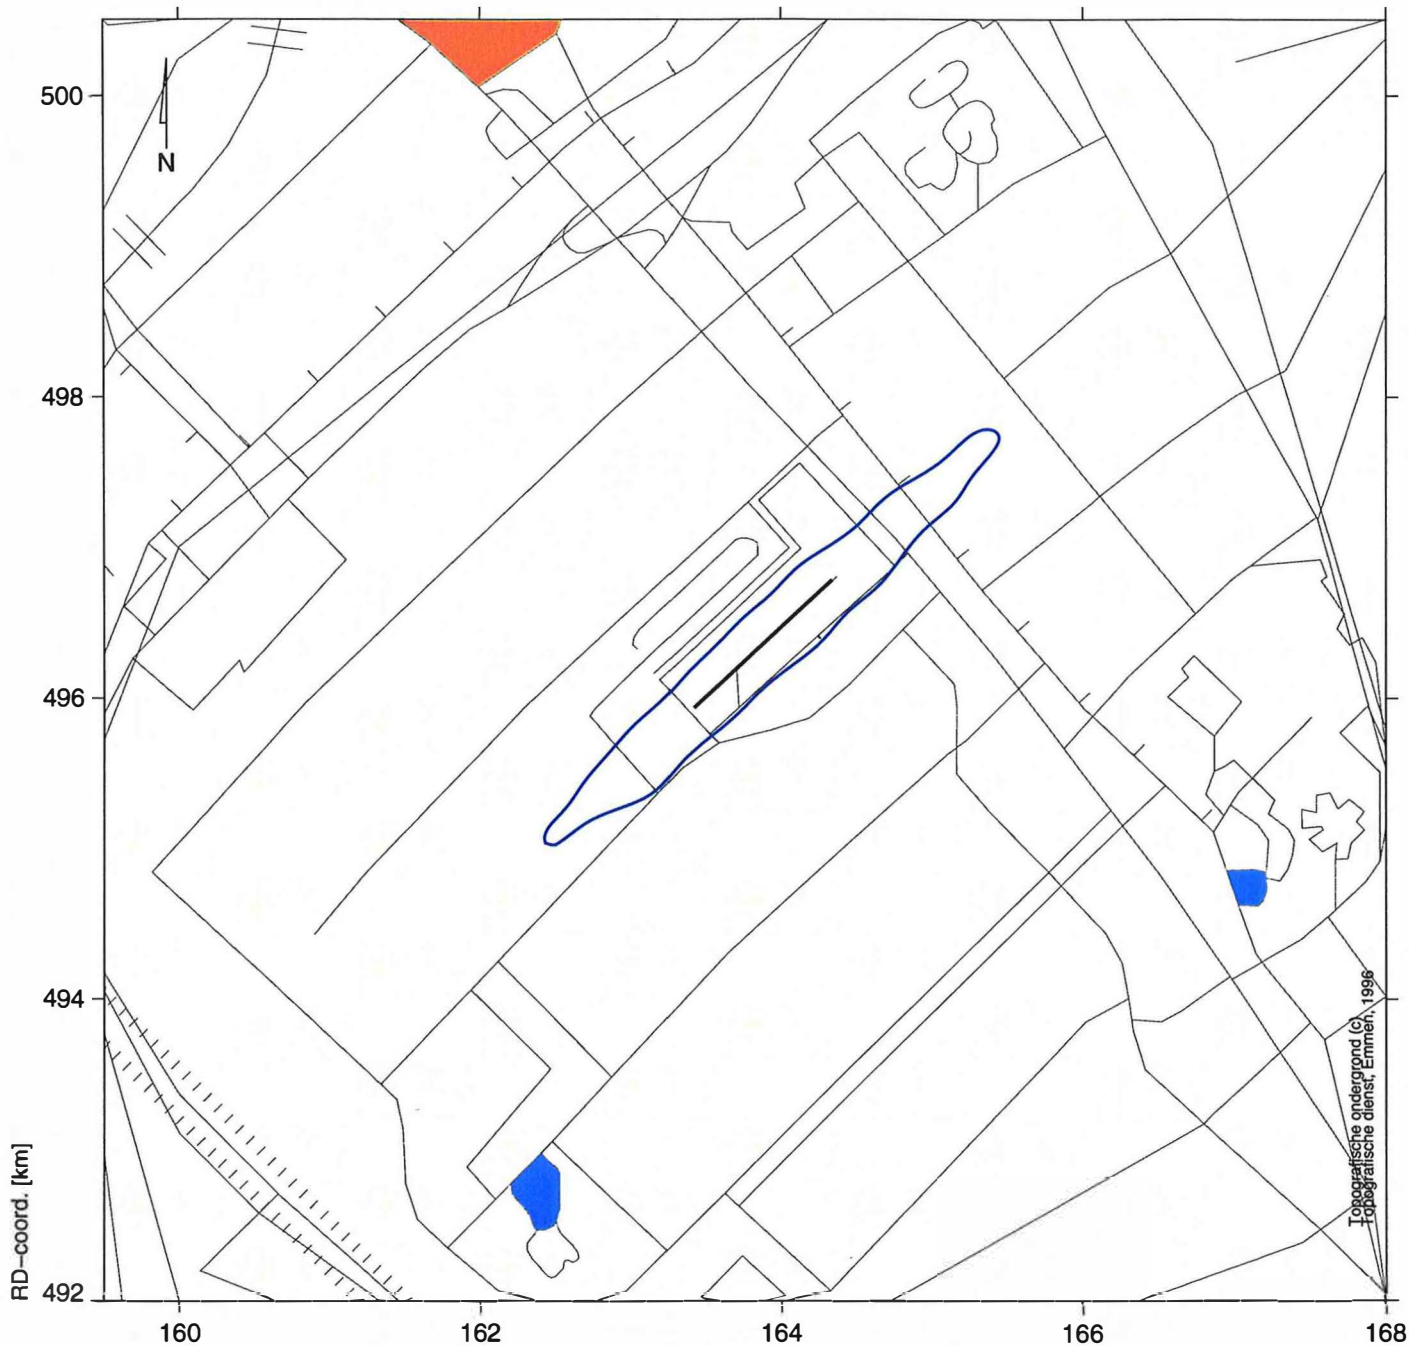 500
N
498
496
494
Topografische ondergrond (c)
Topografische dienst, Emmen, 1996
RD-coord. [km]
492
160
162
164
166
168